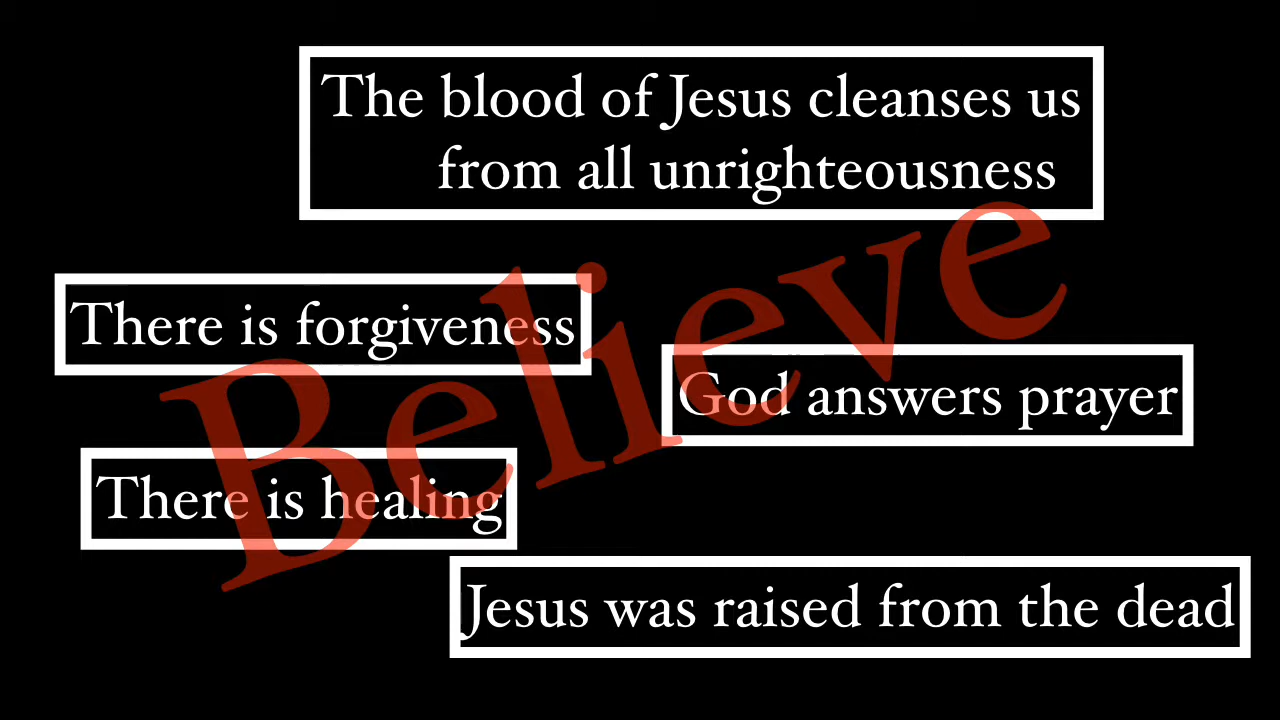 The blood of Jesus cleanses us
from all unrighteousness
There is forgiveness
God answers prayer
Believe
There is healing
Jesus was raised from the dead